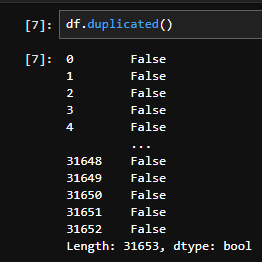 [7]: df.duplicated()
[7]: 0 False
1 False
2 False
3 False
4 False
...
31648 False
31649 False
31650 False
31651 False
31652 False
Length: 31653, dtype: bool